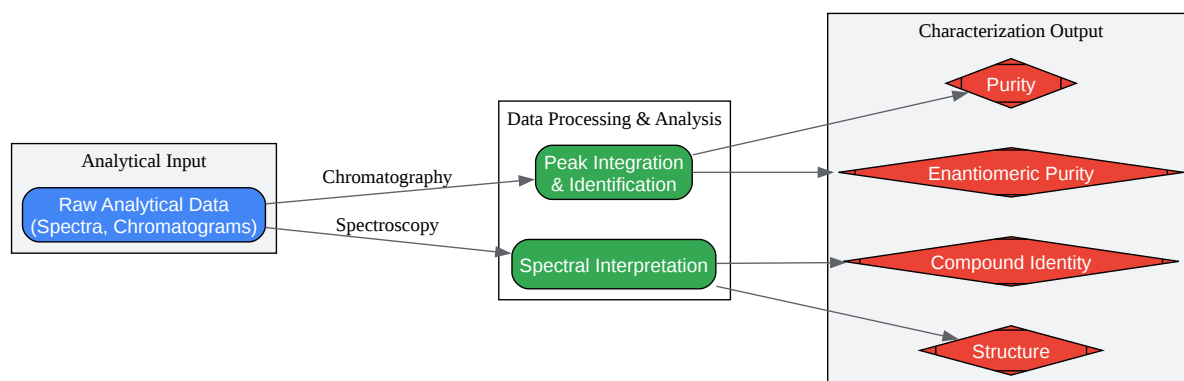 Analytical Input
Raw Analytical Data
(Spectra, Chromatograms)
Chromatography
Spectroscopy
Data Processing & Analysis
Peak Integration
& Identification
Spectral Interpretation
Characterization Output
Purity
Enantiomeric Purity
Compound Identity
Structure